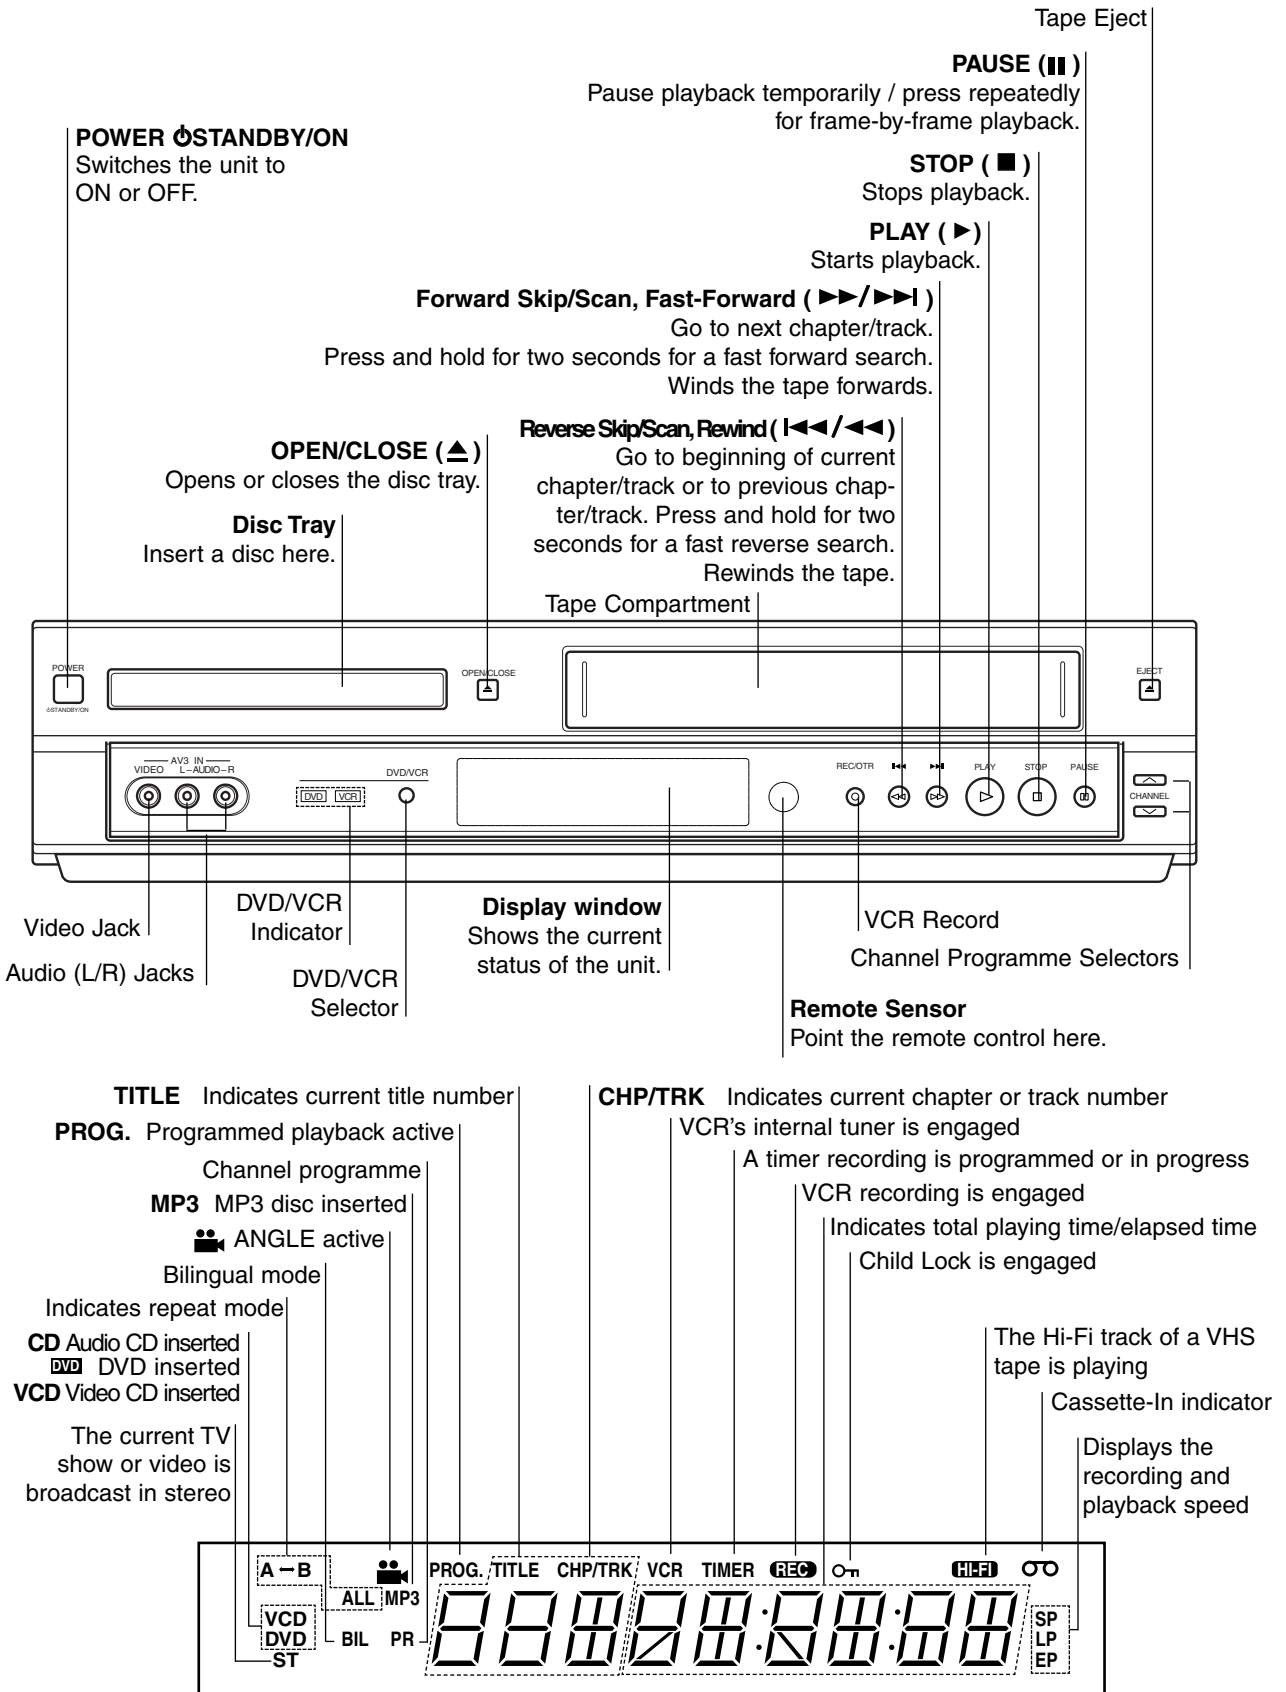 Tape Eject
PAUSE (II)
Pause playback temporarily / press repeatedly
for frame-by-frame playback.
POWER ⏻STANDBY/ON
Switches the unit to
ON or OFF.
STOP ( ■ )
Stops playback.
PLAY ( ► )
Starts playback.
Forward Skip/Scan, Fast-Forward ( ►►/►►I )
Go to next chapter/track.
Press and hold for two seconds for a fast forward search.
Winds the tape forwards.
Reverse Skip/Scan, Rewind ( I◄◄/◄◄ )
Go to beginning of current
chapter/track or to previous chap-
ter/track. Press and hold for two
seconds for a fast reverse search.
Rewinds the tape.
OPEN/CLOSE (⏏)
Opens or closes the disc tray.
Disc Tray
Insert a disc here.
Tape Compartment
POWER
⏻STANDBY/ON
OPEN/CLOSE
EJECT
AV3 IN
VIDEO L–AUDIO–R
DVD VCR
DVD/VCR
REC/OTR I◄◄ ►►I PLAY STOP PAUSE
CHANNEL
Video Jack
Audio (L/R) Jacks
DVD/VCR
Indicator
DVD/VCR
Selector
Display window
Shows the current
status of the unit.
VCR Record
Channel Programme Selectors
Remote Sensor
Point the remote control here.
TITLE Indicates current title number
PROG. Programmed playback active
Channel programme
MP3 MP3 disc inserted
ANGLE active
Bilingual mode
Indicates repeat mode
CD Audio CD inserted
DVD DVD inserted
VCD Video CD inserted
The current TV
show or video is
broadcast in stereo
CHP/TRK Indicates current chapter or track number
VCR's internal tuner is engaged
A timer recording is programmed or in progress
VCR recording is engaged
Indicates total playing time/elapsed time
Child Lock is engaged
The Hi-Fi track of a VHS
tape is playing
Cassette-In indicator
Displays the
recording and
playback speed
A↔B PROG. TITLE CHP/TRK VCR TIMER REC HI-FI
ALL MP3
VCD
DVD BIL PR
ST
SP
LP
EP